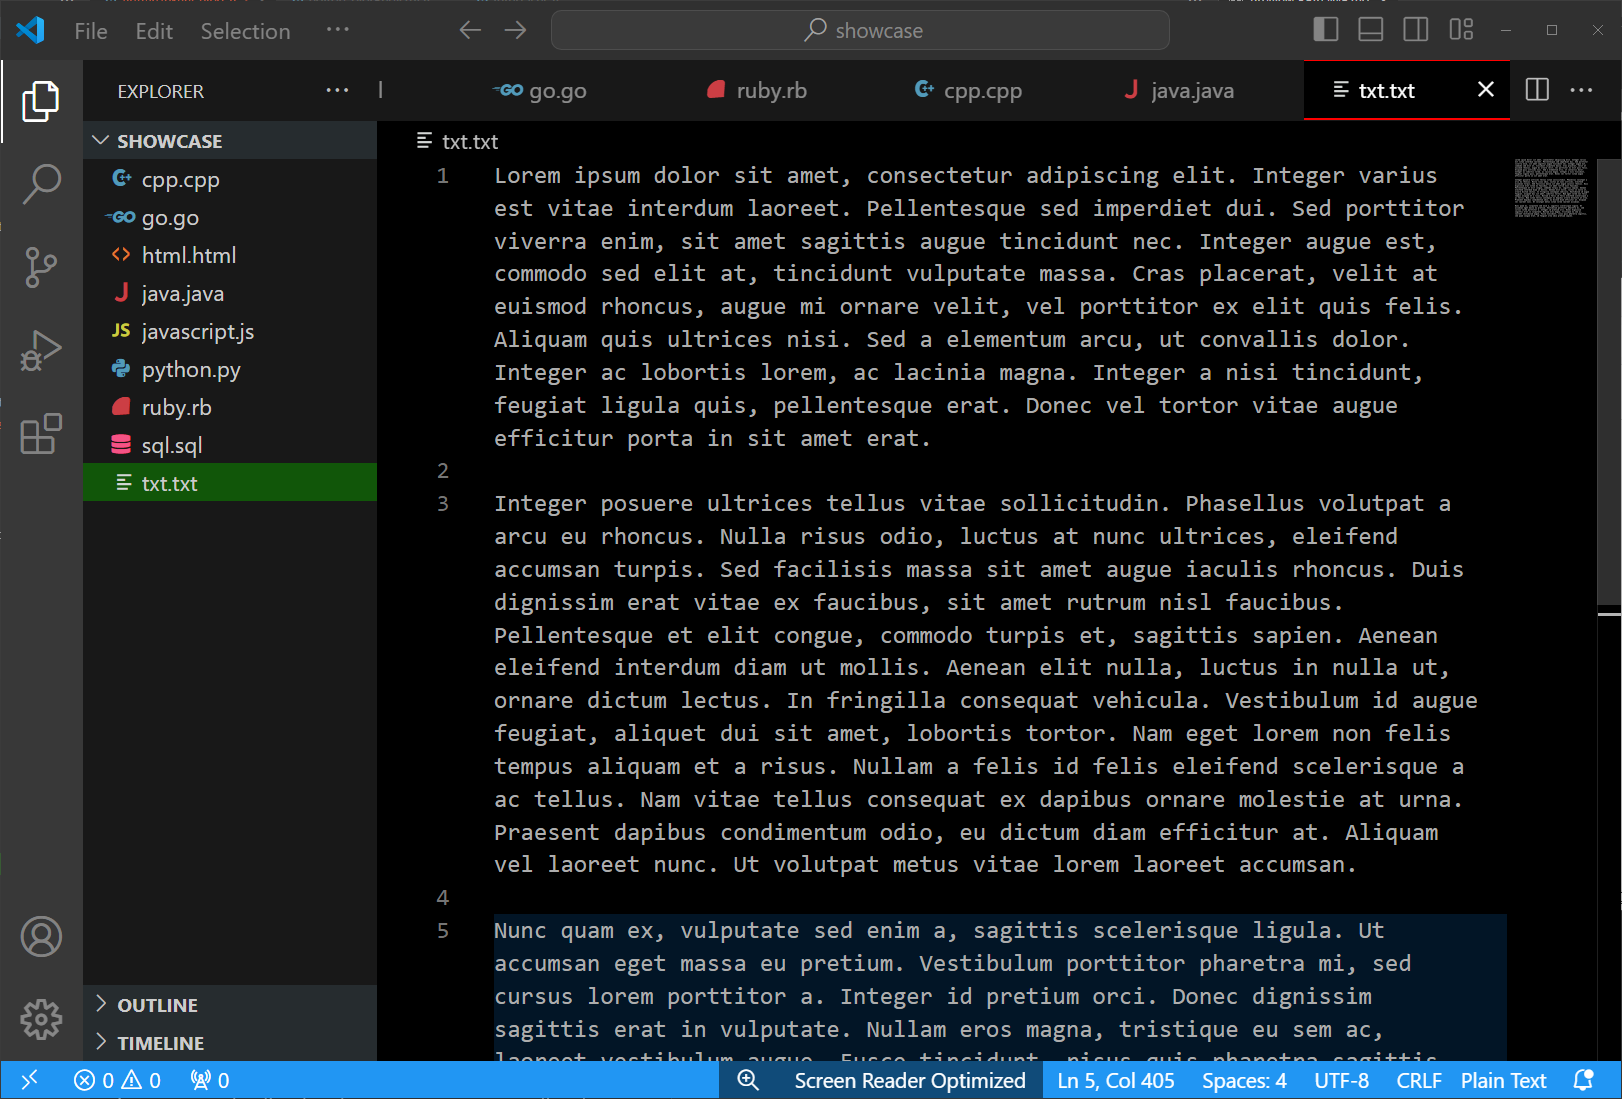 File Edit Selection ··· showcase
EXPLORER ···
go.go ruby.rb cpp.cpp java.java txt.txt ···
SHOWCASE
cpp.cpp
go.go
html.html
java.java
JS javascript.js
python.py
ruby.rb
sql.sql
txt.txt
OUTLINE
TIMELINE
txt.txt
1 Lorem ipsum dolor sit amet, consectetur adipiscing elit. Integer varius
est vitae interdum laoreet. Pellentesque sed imperdiet dui. Sed porttitor
viverra enim, sit amet sagittis augue tincidunt nec. Integer augue est,
commodo sed elit at, tincidunt vulputate massa. Cras placerat, velit at
euismod rhoncus, augue mi ornare velit, vel porttitor ex elit quis felis.
Aliquam quis ultrices nisi. Sed a elementum arcu, ut convallis dolor.
Integer ac lobortis lorem, ac lacinia magna. Integer a nisi tincidunt,
feugiat ligula quis, pellentesque erat. Donec vel tortor vitae augue
efficitur porta in sit amet erat.
2
3 Integer posuere ultrices tellus vitae sollicitudin. Phasellus volutpat a
arcu eu rhoncus. Nulla risus odio, luctus at nunc ultrices, eleifend
accumsan turpis. Sed facilisis massa sit amet augue iaculis rhoncus. Duis
dignissim erat vitae ex faucibus, sit amet rutrum nisl faucibus.
Pellentesque et elit congue, commodo turpis et, sagittis sapien. Aenean
eleifend interdum diam ut mollis. Aenean elit nulla, luctus in nulla ut,
ornare dictum lectus. In fringilla consequat vehicula. Vestibulum id augue
feugiat, aliquet dui sit amet, lobortis tortor. Nam eget lorem non felis
tempus aliquam et a risus. Nullam a felis id felis eleifend scelerisque a
ac tellus. Nam vitae tellus consequat ex dapibus ornare molestie at urna.
Praesent dapibus condimentum odio, eu dictum diam efficitur at. Aliquam
vel laoreet nunc. Ut volutpat metus vitae lorem laoreet accumsan.
4
5 Nunc quam ex, vulputate sed enim a, sagittis scelerisque ligula. Ut
accumsan eget massa eu pretium. Vestibulum porttitor pharetra mi, sed
cursus lorem porttitor a. Integer id pretium orci. Donec dignissim
sagittis erat in vulputate. Nullam eros magna, tristique eu sem ac,
laoreet vestibulum augue. Fusce tincidunt, risus quis pharetra sagittis
0 0 0 Screen Reader Optimized Ln 5, Col 405 Spaces: 4 UTF-8 CRLF Plain Text